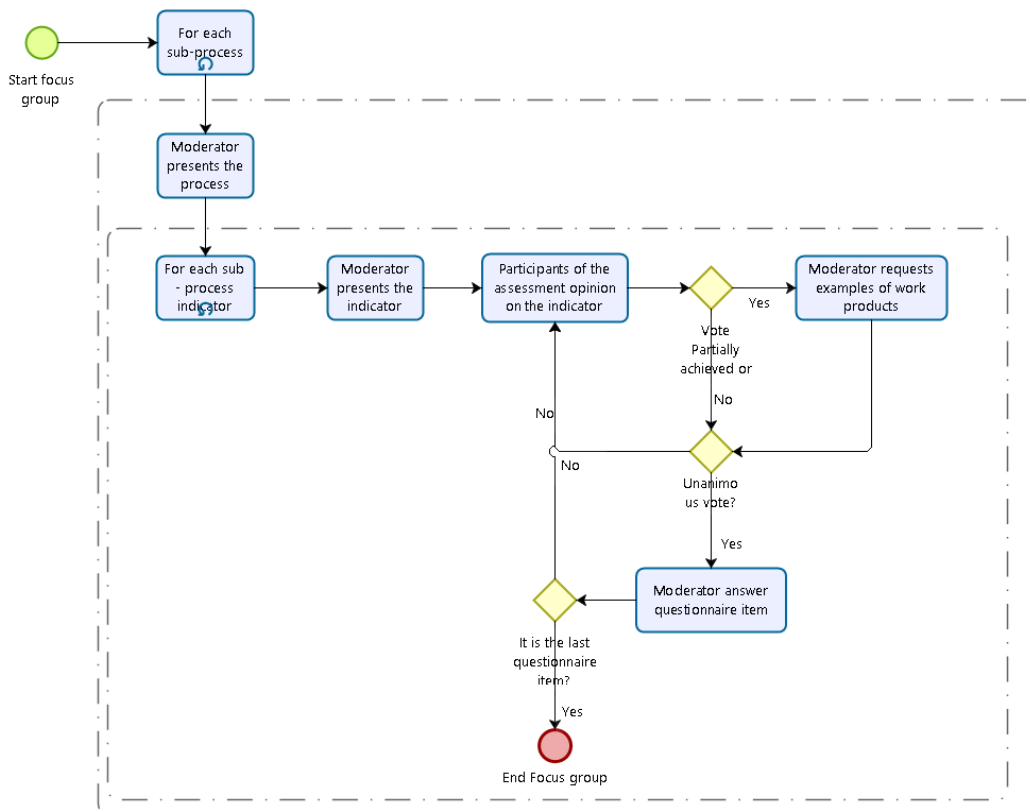 For each
sub-process
Start focus
group
Moderator
presents the
process
For each sub
- process
indicator
Moderator
presents the
indicator
Participants of the
assessment opinion
on the indicator
Moderator requests
examples of work
products
Yes
Vote
Partially
achieved or
No
No
No
Unanimo
us vote?
Yes
Moderator answer
questionnaire item
It is the last
questionnaire
item?
Yes
End Focus group